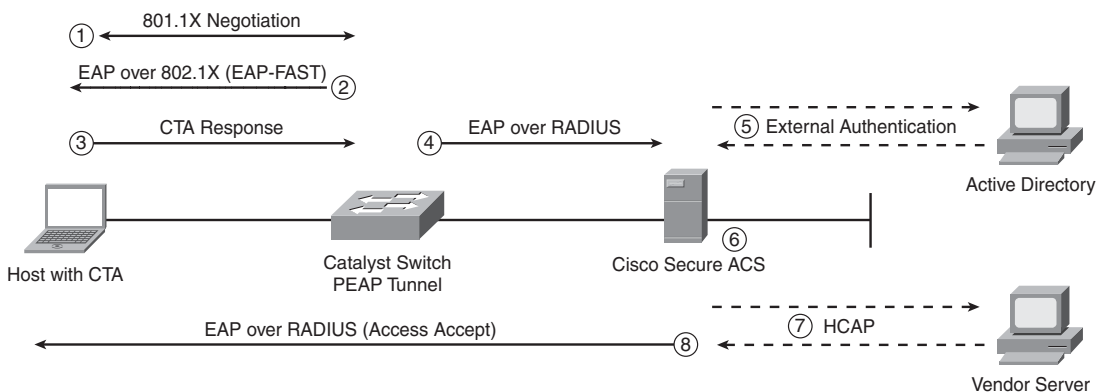 801.1X Negotiation
1
EAP over 802.1X (EAP-FAST)
2
3
CTA Response
4
EAP over RADIUS
5 External Authentication
Active Directory
Host with CTA
Catalyst Switch
PEAP Tunnel
Cisco Secure ACS
6
EAP over RADIUS (Access Accept)
8
7 HCAP
Vendor Server